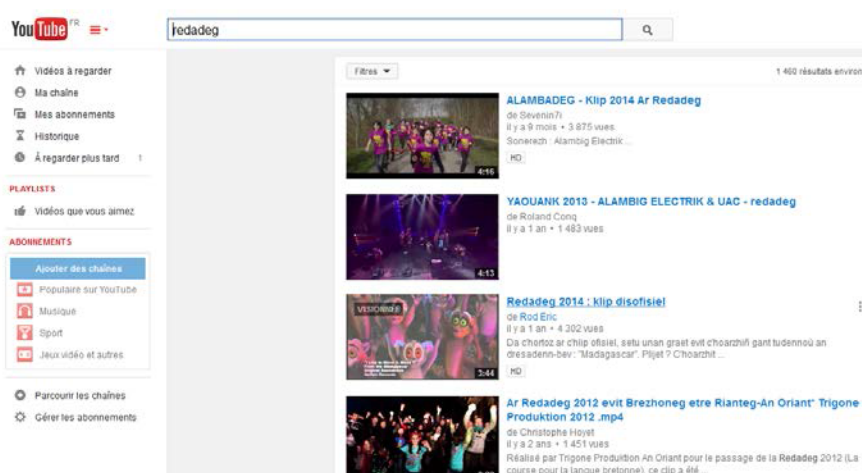 YouTube FR
redadeg
Vidéos à regarder
Ma chaîne
Mes abonnements
Historique
À regarder plus tard 1
PLAYLISTS
Vidéos que vous aimez
ABONNEMENTS
Ajouter des chaînes
Populaire sur YouTube
Musique
Sport
Jeux vidéo et autres
Parcourir les chaînes
Gérer les abonnements
Filtres
1 460 résultats environ
ALAMBADEG - Klip 2014 Ar Redadeg
de Sevenin7i
il y a 9 mois • 3 875 vues
Sonerezh : Alambig Electrik ...
HD
4:16
YAOUANK 2013 - ALAMBIG ELECTRIK & UAC - redadeg
de Roland Conq
il y a 1 an • 1 483 vues
4:13
VISIONNÉE
Redadeg 2014 : klip disofisiel
de Rod Eric
il y a 1 an • 4 302 vues
Da c'hortoz ar c'hlip ofisiel, setu unan graet evit c'hoarzhiñ gant tudennoù an
dresadenn-bev : "Madagascar". Plijet ? C'hoarzhit ...
HD
3:44
Ar Redadeg 2012 evit Brezhoneg etre Rianteg-An Oriant" Trigone
Produktion 2012 .mp4
de Christophe Hoyet
il y a 2 ans • 1 451 vues
Réalisé par Trigone Produktion An Oriant pour le passage de la Redadeg 2012 (La
course pour la langue bretonne), ce clip a été